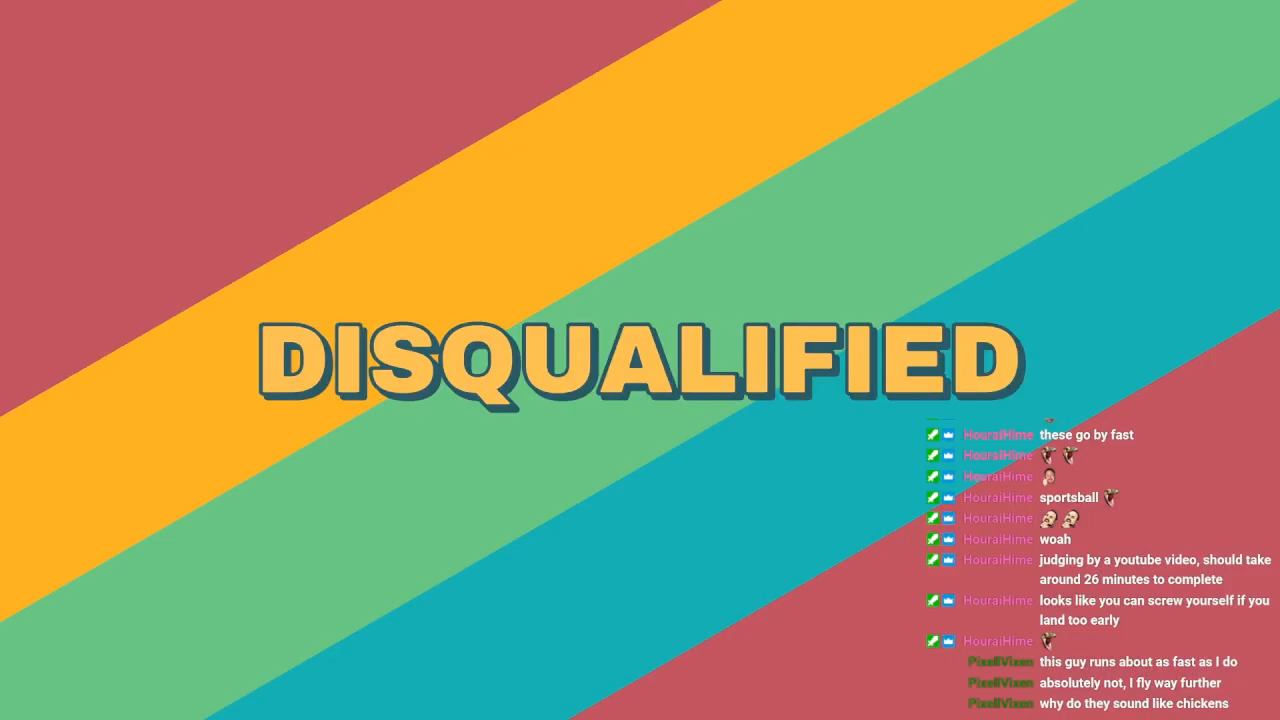 DISQUALIFIED
HouraiHime these go by fast
HouraiHime
HouraiHime
HouraiHime sportsball
HouraiHime
HouraiHime woah
HouraiHime judging by a youtube video, should take
around 26 minutes to complete
HouraiHime looks like you can screw yourself if you
land too early
HouraiHime
PixellVixen this guy runs about as fast as I do
PixellVixen absolutely not, I fly way further
PixellVixen why do they sound like chickens